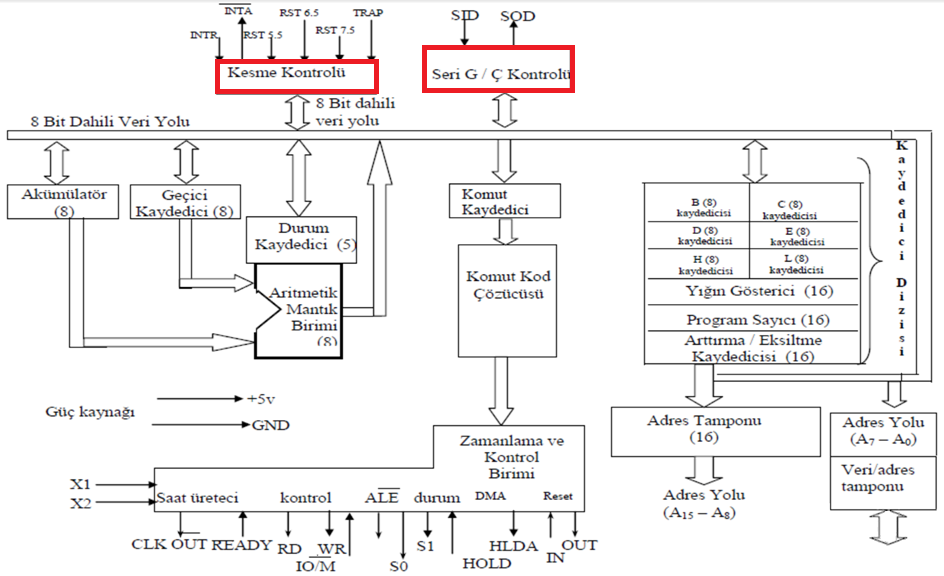 INTA
RST 6.5
TRAP
INTR
RST 5.5
RST 7.5
SID
SOD
Kesme Kontrolü
Seri G / Ç Kontrolü
8 Bit dahili
veri yolu
8 Bit Dahili Veri Yolu
Akümülatör
(8)
Geçici
Kaydedici (8)
Durum
Kaydedici (5)
Aritmetik
Mantık
Birimi
(8)
Komut
Kaydedici
Komut Kod
Çözücüsü
B (8)
kaydedicisi
C (8)
kaydedicisi
D (8)
kaydedicisi
E (8)
kaydedicisi
H (8)
kaydedicisi
L (8)
kaydedicisi
Yığın Gösterici (16)
Program Sayıcı (16)
Arttırma / Eksiltme
Kaydedicisi (16)
Kaydedici Dizisi
Güç kaynağı
+5v
GND
Adres Tamponu
(16)
Adres Yolu
(A15 – A8)
Adres Yolu
(A7 – A0)
Veri/adres
tamponu
Zamanlama ve
Kontrol
Birimi
X1
X2
Saat üreteci
kontrol
ALE
durum
DMA
Reset
CLK OUT
READY
RD
WR
IO/M
S0
S1
HOLD
HLDA
IN
OUT